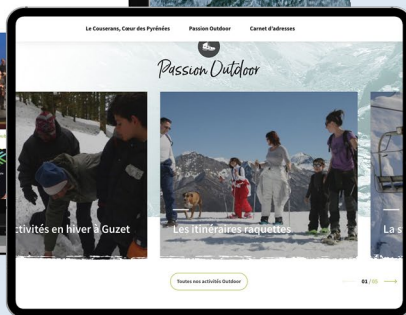 Le Couserans, Cœur des Pyrénées Passion Outdoor Carnet d'adresses
Passion Outdoor
ctivités en hiver à Guzet
Les itinéraires raquettes
La s
Toutes nos activités Outdoor
01 / 05